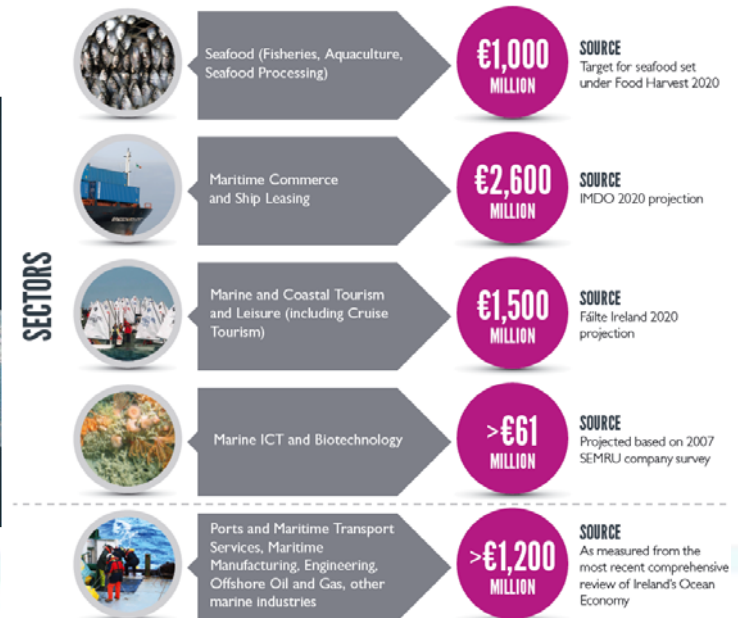 SECTORS
Seafood (Fisheries, Aquaculture,
Seafood Processing)
€1,000
MILLION
SOURCE
Target for seafood set
under Food Harvest 2020
Maritime Commerce
and Ship Leasing
€2,600
MILLION
SOURCE
IMDO 2020 projection
Marine and Coastal Tourism
and Leisure (including Cruise
Tourism)
€1,500
MILLION
SOURCE
Fáilte Ireland 2020
projection
Marine ICT and Biotechnology
>€61
MILLION
SOURCE
Projected based on 2007
SEMRU company survey
Ports and Maritime Transport
Services, Maritime
Manufacturing, Engineering,
Offshore Oil and Gas, other
marine industries
>€1,200
MILLION
SOURCE
As measured from the
most recent comprehensive
review of Ireland's Ocean
Economy